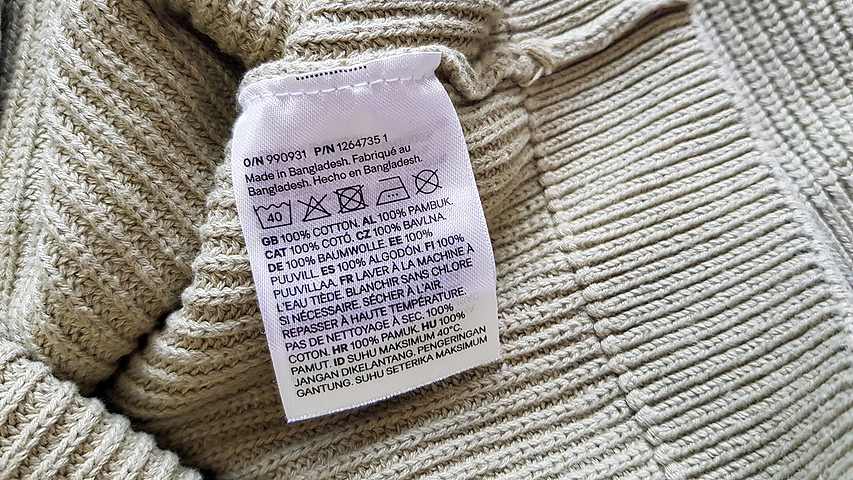 O/N 990931 P/N 1264735 1
Made in Bangladesh. Fabriqué au
Bangladesh. Hecho en Bangladesh.
40
GB 100% COTTON. AL 100% PAMBUK.
CAT 100% COTÓ. CZ 100% BAVLNA.
DE 100% BAUMWOLLE. EE 100%
PUUVILL. ES 100% ALGODÓN. FI 100%
PUUVILLAA. FR LAVER À LA MACHINE À
L'EAU TIÈDE. BLANCHIR SANS CHLORE
SI NÉCESSAIRE. SÉCHER À L'AIR.
REPASSER À HAUTE TEMPÉRATURE.
PAS DE NETTOYAGE À SEC. 100%
COTON. HR 100% PAMUK. HU 100%
PAMUT. ID SUHU MAKSIMUM 40°C.
JANGAN DIKELANTANG. PENGERINGAN
GANTUNG. SUHU SETERIKA MAKSIMUM